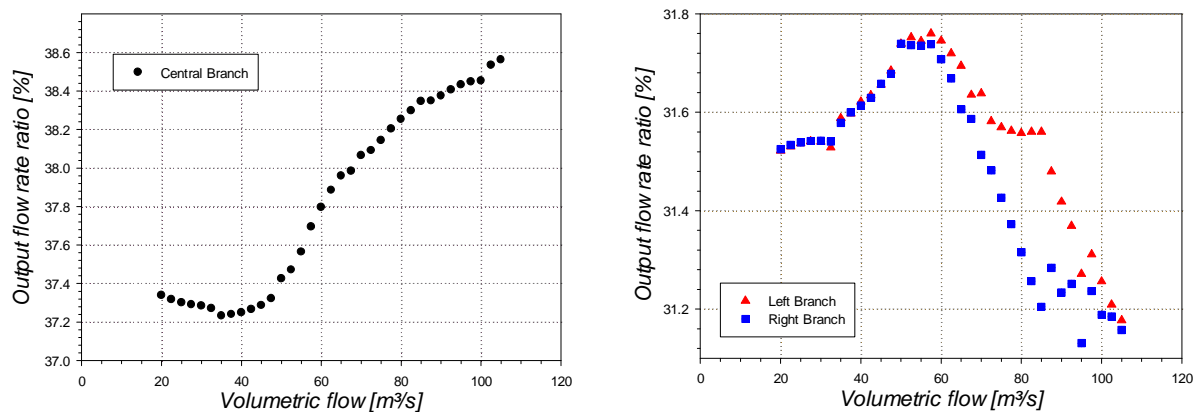 38.6
38.4
38.2
38.0
37.8
37.6
37.4
37.2
37.0
Output flow rate ratio [%]
Central Branch
0 20 40 60 80 100 120
Volumetric flow [m³/s]
31.8
31.6
31.4
31.2
Output flow rate ratio [%]
Left Branch
Right Branch
0 20 40 60 80 100 120
Volumetric flow [m³/s]